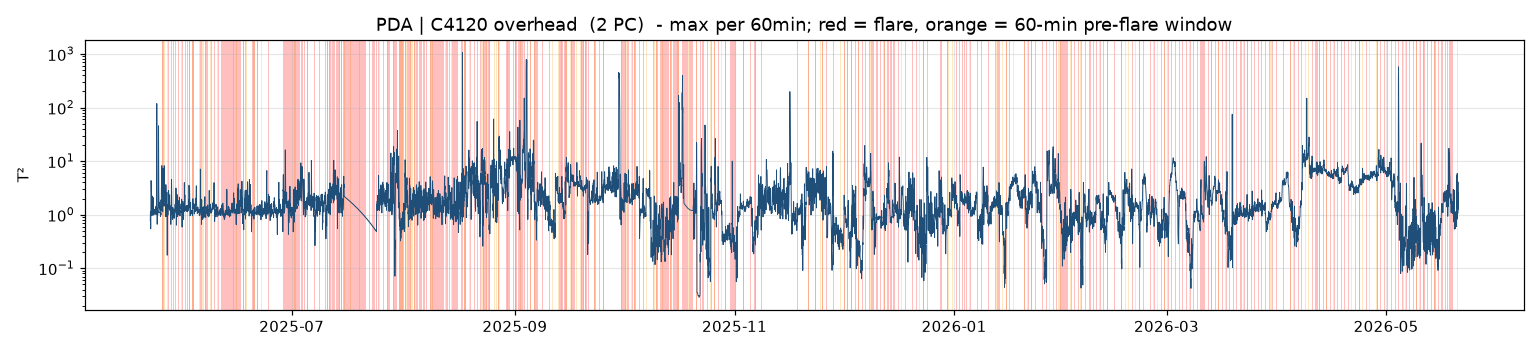 PDA | C4120 overhead  (2 PC)  - max per 60min; red = flare, orange = 60-min pre-flare window
T²
10³
10²
10¹
10⁰
10⁻¹
2025-07 2025-09 2025-11 2026-01 2026-03 2026-05